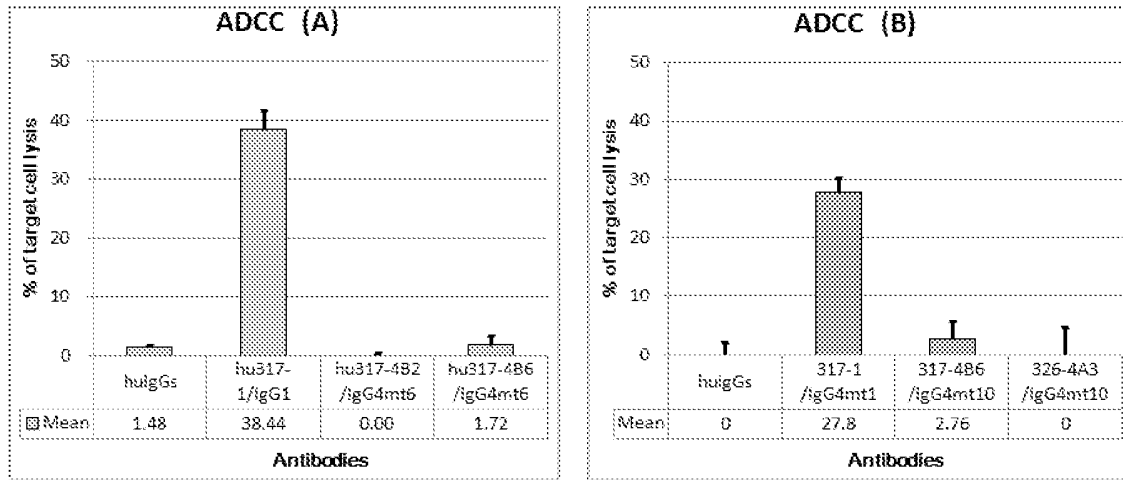 ADCC (A)
% of target cell lysis
50
40
30
20
10
0
huIgGs
hu317-
1/IgG1
hu317-4B2
/IgG4mt6
hu317-4B6
/IgG4mt6
Mean 1.48 38.44 0.00 1.72
Antibodies
ADCC (B)
% of target cell lysis
50
40
30
20
10
0
huIgGs
317-1
/IgG4mt1
317-4B6
/IgG4mt10
326-4A3
/IgG4mt10
Mean 0 27.8 2.76 0
Antibodies